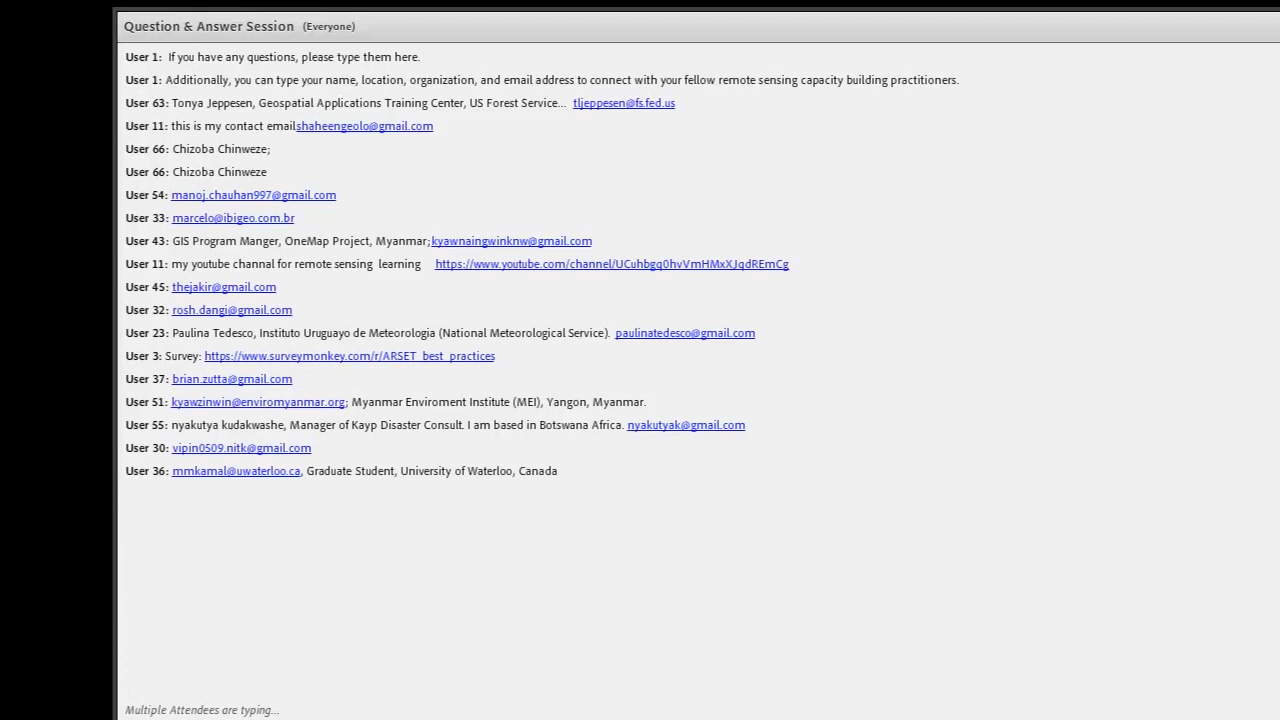 Question & Answer Session (Everyone)
User 1: If you have any questions, please type them here.
User 1: Additionally, you can type your name, location, organization, and email address to connect with your fellow remote sensing capacity building practitioners.
User 63: Tonya Jeppesen, Geospatial Applications Training Center, US Forest Service... tljeppesen@fs.fed.us
User 11: this is my contact emailshaheengeolo@gmail.com
User 66: Chizoba Chinweze;
User 66: Chizoba Chinweze
User 54: manoj.chauhan997@gmail.com
User 33: marcelo@ibigeo.com.br
User 43: GIS Program Manger, OneMap Project, Myanmar;kyawnaingwinknw@gmail.com
User 11: my youtube channal for remote sensing learning https://www.youtube.com/channel/UCuhbgq0hvVmHMxXJqdREmCg
User 45: thejakir@gmail.com
User 32: rosh.dangi@gmail.com
User 23: Paulina Tedesco, Instituto Uruguayo de Meteorologia (National Meteorological Service). paulinatedesco@gmail.com
User 3: Survey: https://www.surveymonkey.com/r/ARSET_best_practices
User 37: brian.zutta@gmail.com
User 51: kyawzinwin@enviromyanmar.org; Myanmar Enviroment Institute (MEI), Yangon, Myanmar.
User 55: nyakutya kudakwashe, Manager of Kayp Disaster Consult. I am based in Botswana Africa. nyakutyak@gmail.com
User 30: vipin0509.nitk@gmail.com
User 36: mmkamal@uwaterloo.ca, Graduate Student, University of Waterloo, Canada
Multiple Attendees are typing...